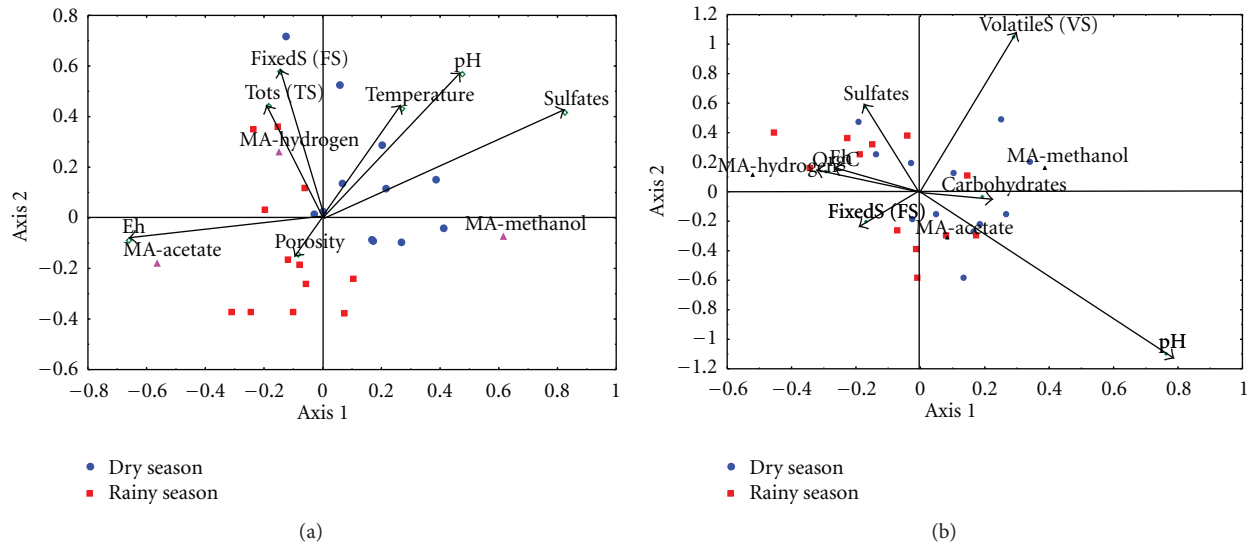 0.8
0.6
0.4
0.2
0
−0.2
−0.4
−0.6
Axis 2
FixedS (FS)
pH
Tots (TS)
Temperature
Sulfates
MA-hydrogen
Eh
MA-acetate
Porosity
MA-methanol
−0.8
−0.6
−0.4
−0.2
0
0.2
0.4
0.6
0.8
1
Axis 1
Dry season
Rainy season
(a)
1.2
1
0.8
0.6
0.4
0.2
0
−0.2
−0.4
−0.6
−0.8
−1
−1.2
Axis 2
VolatileS (VS)
Sulfates
MA-hydrogens
OrgC
Eh
MA-methanol
Carbohydrates
FixedS (FS)
MA-acetate
pH
−0.6
−0.4
−0.2
0
0.2
0.4
0.6
0.8
1
Axis 1
Dry season
Rainy season
(b)